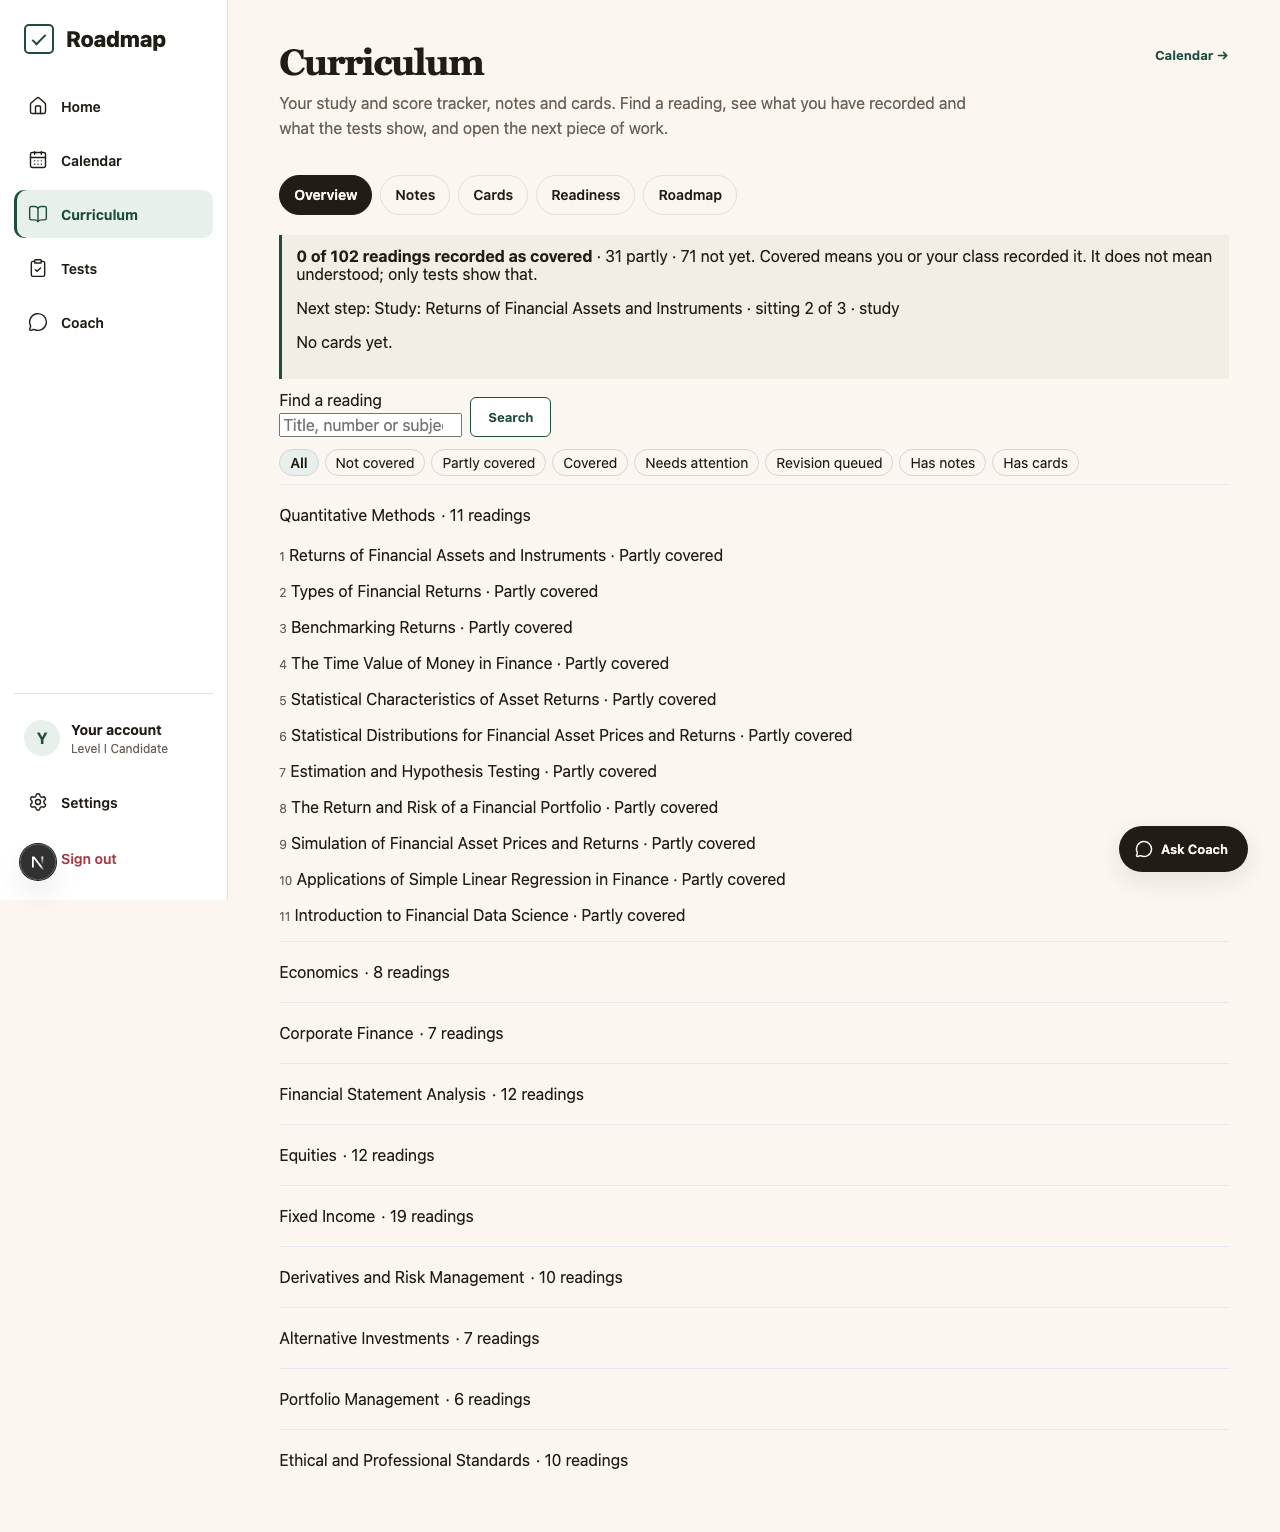 Roadmap
Home
Calendar
Curriculum
Tests
Coach
Y
Your account
Level I Candidate
Settings
N
Sign out
Curriculum
Calendar →
Your study and score tracker, notes and cards. Find a reading, see what you have recorded and
what the tests show, and open the next piece of work.
Overview
Notes
Cards
Readiness
Roadmap
0 of 102 readings recorded as covered · 31 partly · 71 not yet. Covered means you or your class recorded it. It does not mean
understood; only tests show that.
Next step: Study: Returns of Financial Assets and Instruments · sitting 2 of 3 · study
No cards yet.
Find a reading
Title, number or subje
Search
All
Not covered
Partly covered
Covered
Needs attention
Revision queued
Has notes
Has cards
Quantitative Methods · 11 readings
1 Returns of Financial Assets and Instruments · Partly covered
2 Types of Financial Returns · Partly covered
3 Benchmarking Returns · Partly covered
4 The Time Value of Money in Finance · Partly covered
5 Statistical Characteristics of Asset Returns · Partly covered
6 Statistical Distributions for Financial Asset Prices and Returns · Partly covered
7 Estimation and Hypothesis Testing · Partly covered
8 The Return and Risk of a Financial Portfolio · Partly covered
9 Simulation of Financial Asset Prices and Returns · Partly covered
10 Applications of Simple Linear Regression in Finance · Partly covered
11 Introduction to Financial Data Science · Partly covered
Ask Coach
Economics · 8 readings
Corporate Finance · 7 readings
Financial Statement Analysis · 12 readings
Equities · 12 readings
Fixed Income · 19 readings
Derivatives and Risk Management · 10 readings
Alternative Investments · 7 readings
Portfolio Management · 6 readings
Ethical and Professional Standards · 10 readings